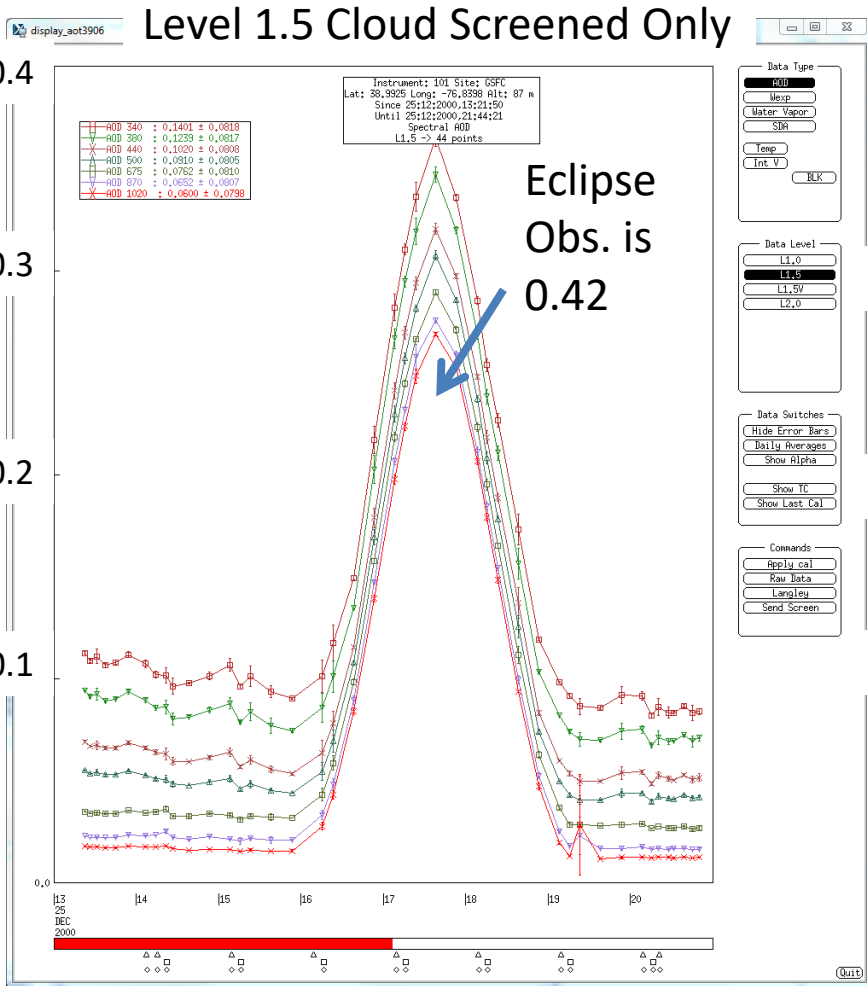 Level 1.5 Cloud Screened Only
display_aot3906
0.4
0.3
0.2
0.1
0.0
Instrument: 101 Site: GSFC
Lat: 38.9925 Long: -76.8398 Alt: 87 m
Since 25:12:2000,13:21:50
Until 25:12:2000,21:44:21
Spectral AOD
L1.5 -> 44 points
AOD 340 : 0.1401 ± 0.0818
AOD 380 : 0.1239 ± 0.0817
AOD 440 : 0.1020 ± 0.0808
AOD 500 : 0.0910 ± 0.0805
AOD 675 : 0.0762 ± 0.0810
AOD 870 : 0.0652 ± 0.0807
AOD 1020 : 0.0600 ± 0.0798
Eclipse
Obs. is
0.42
|13 |14 |15 |16 |17 |18 |19 |20
25
DEC
2000
Data Type
AOD
Wexp
Water Vapor
SDA
Temp
Int V
BLK
Data Level
L1.0
L1.5
L1.5V
L2.0
Data Switches
Hide Error Bars
Daily Averages
Show Alpha
Show TC
Show Last Cal
Commands
Apply cal
Raw Data
Langley
Send Screen
Quit